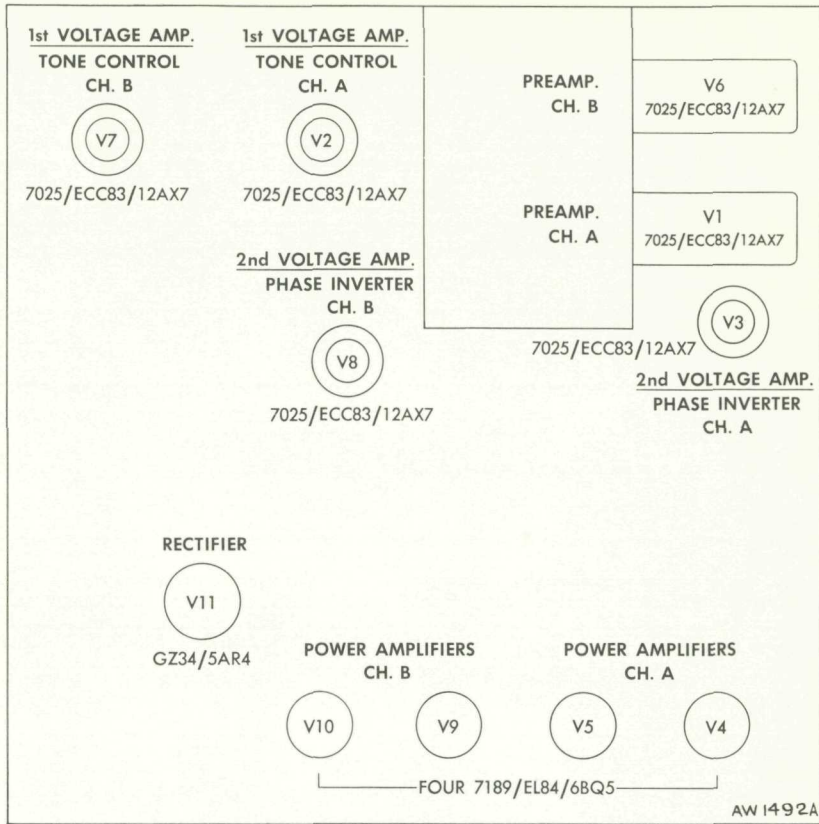 1st VOLTAGE AMP.
TONE CONTROL
CH. B
V7
7025/ECC83/12AX7
1st VOLTAGE AMP.
TONE CONTROL
CH. A
V2
7025/ECC83/12AX7
PREAMP.
CH. B
V6
7025/ECC83/12AX7
PREAMP.
CH. A
V1
7025/ECC83/12AX7
2nd VOLTAGE AMP.
PHASE INVERTER
CH. B
V8
7025/ECC83/12AX7
V3
7025/ECC83/12AX7
2nd VOLTAGE AMP.
PHASE INVERTER
CH. A
RECTIFIER
V11
GZ34/5AR4
POWER AMPLIFIERS
CH. B
POWER AMPLIFIERS
CH. A
V10
V9
V5
V4
FOUR 7189/EL84/6BQ5
AW 1492A